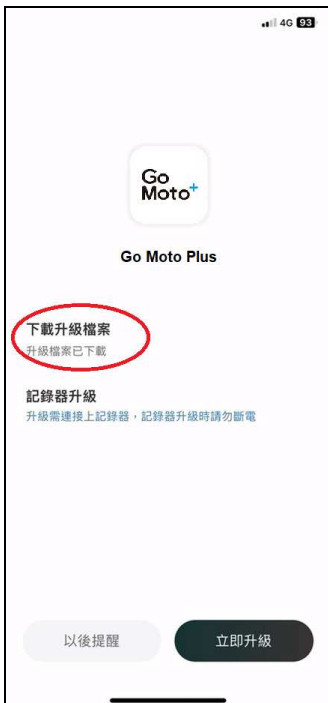 4G 93
Go
Moto+
Go Moto Plus
下載升級檔案
升級檔案已下載
記錄器升級
升級需連接上記錄器，記錄器升級時請勿斷電
以後提醒
立即升級